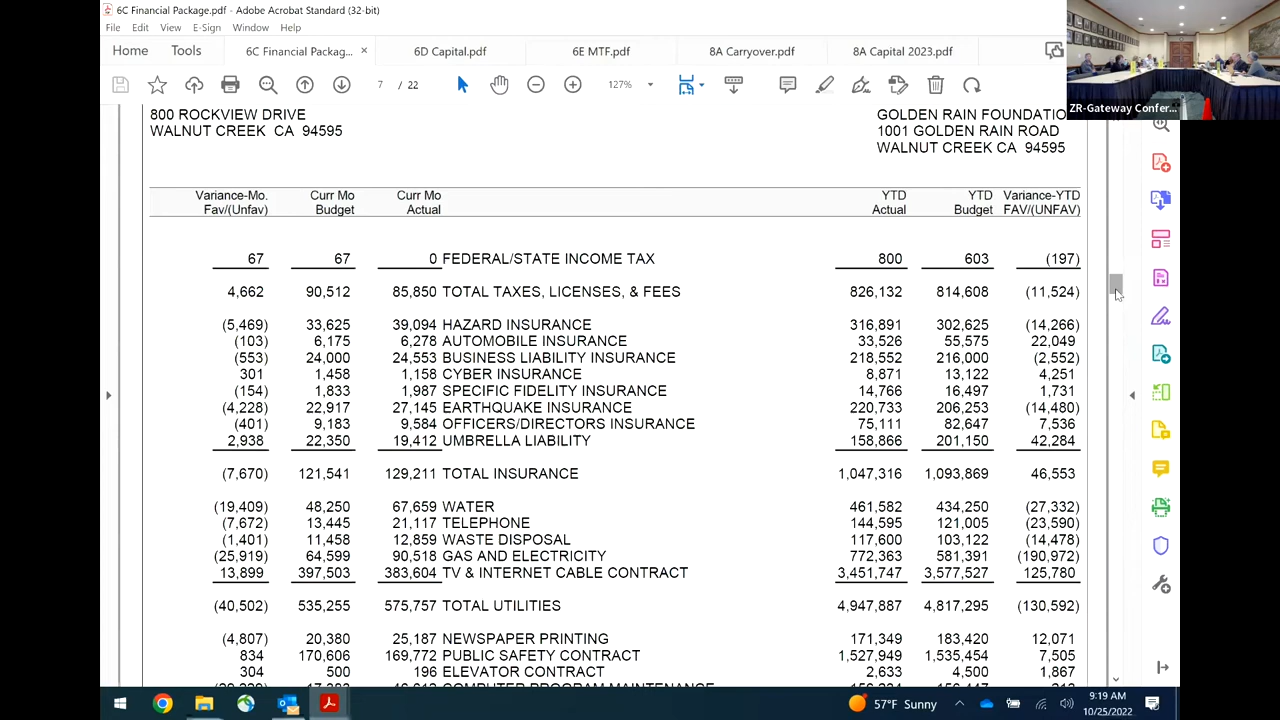 6C Financial Package.pdf - Adobe Acrobat Standard (32-bit)
File Edit View E-Sign Window Help
Home Tools 6C Financial Packag... × 6D Capital.pdf 6E MTF.pdf 8A Carryover.pdf 8A Capital 2023.pdf
7 / 22 127%
ZR-Gateway Confer...
800 ROCKVIEW DRIVE GOLDEN RAIN FOUNDATIO
WALNUT CREEK CA 94595 1001 GOLDEN RAIN ROAD
WALNUT CREEK CA 94595
Variance-Mo. Curr Mo Curr Mo YTD YTD Variance-YTD
Fav/(Unfav) Budget Actual Actual Budget FAV/(UNFAV)
67 67 0 FEDERAL/STATE INCOME TAX 800 603 (197)
4,662 90,512 85,850 TOTAL TAXES, LICENSES, & FEES 826,132 814,608 (11,524)
(5,469) 33,625 39,094 HAZARD INSURANCE 316,891 302,625 (14,266)
(103) 6,175 6,278 AUTOMOBILE INSURANCE 33,526 55,575 22,049
(553) 24,000 24,553 BUSINESS LIABILITY INSURANCE 218,552 216,000 (2,552)
301 1,458 1,158 CYBER INSURANCE 8,871 13,122 4,251
(154) 1,833 1,987 SPECIFIC FIDELITY INSURANCE 14,766 16,497 1,731
(4,228) 22,917 27,145 EARTHQUAKE INSURANCE 220,733 206,253 (14,480)
(401) 9,183 9,584 OFFICERS/DIRECTORS INSURANCE 75,111 82,647 7,536
2,938 22,350 19,412 UMBRELLA LIABILITY 158,866 201,150 42,284
(7,670) 121,541 129,211 TOTAL INSURANCE 1,047,316 1,093,869 46,553
(19,409) 48,250 67,659 WATER 461,582 434,250 (27,332)
(7,672) 13,445 21,117 TELEPHONE 144,595 121,005 (23,590)
(1,401) 11,458 12,859 WASTE DISPOSAL 117,600 103,122 (14,478)
(25,919) 64,599 90,518 GAS AND ELECTRICITY 772,363 581,391 (190,972)
13,899 397,503 383,604 TV & INTERNET CABLE CONTRACT 3,451,747 3,577,527 125,780
(40,502) 535,255 575,757 TOTAL UTILITIES 4,947,887 4,817,295 (130,592)
(4,807) 20,380 25,187 NEWSPAPER PRINTING 171,349 183,420 12,071
834 170,606 169,772 PUBLIC SAFETY CONTRACT 1,527,949 1,535,454 7,505
304 500 196 ELEVATOR CONTRACT 2,633 4,500 1,867
COMPUTER PROGRAM MAINTENANCE
57°F Sunny 9:19 AM
10/25/2022